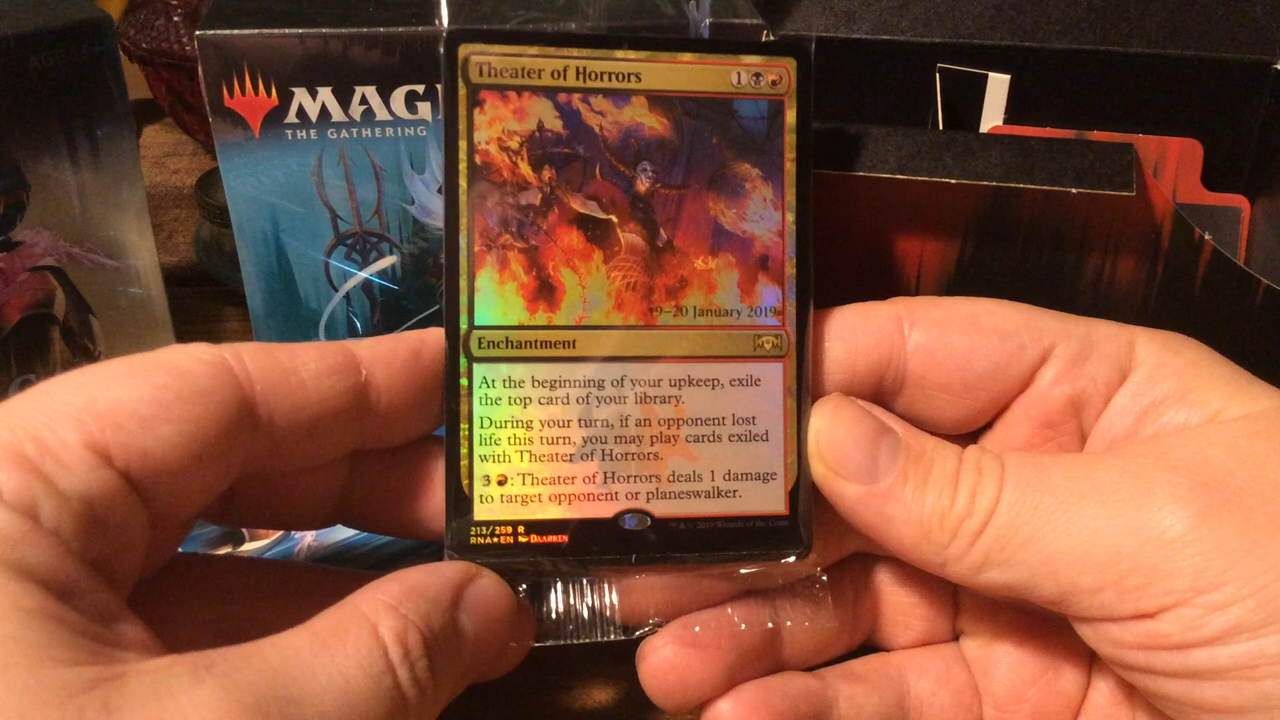 AGES
MAGI
THE GATHERING
Theater of Horrors
1
19–20 January 2019
Enchantment
At the beginning of your upkeep, exile
the top card of your library.
During your turn, if an opponent lost
life this turn, you may play cards exiled
with Theater of Horrors.
3 : Theater of Horrors deals 1 damage
to target opponent or planeswalker.
213/259 R
RNA★EN DAARKEN
™ & © 2019 Wizards of the Coast